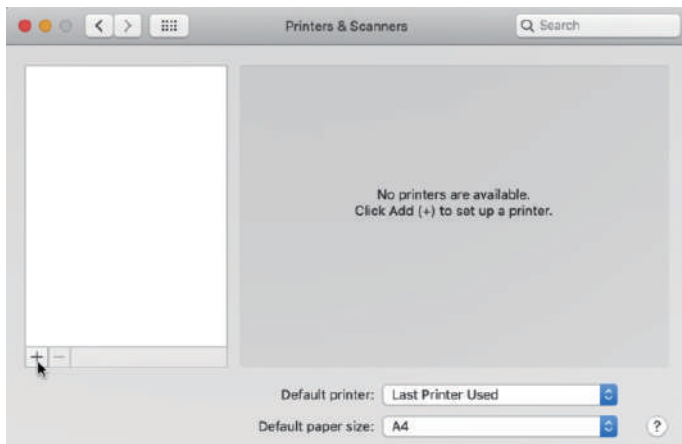 Printers & Scanners
Search
No printers are available.
Click Add (+) to set up a printer.
+ −
Default printer: Last Printer Used
Default paper size: A4
?